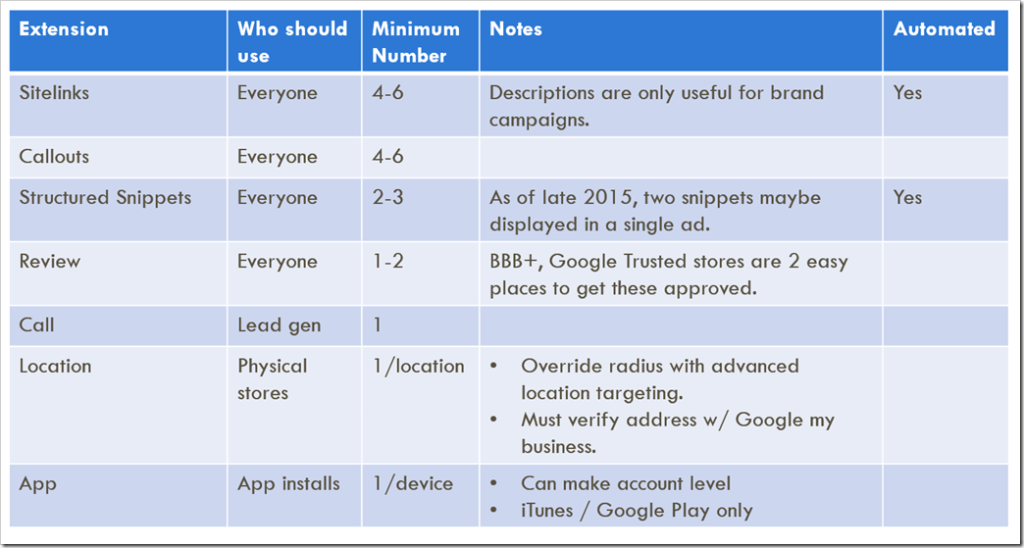 Extension
Who should
use
Minimum
Number
Notes
Automated
Sitelinks
Everyone
4-6
Descriptions are only useful for brand
campaigns.
Yes
Callouts
Everyone
4-6
Structured Snippets
Everyone
2-3
As of late 2015, two snippets maybe
displayed in a single ad.
Yes
Review
Everyone
1-2
BBB+, Google Trusted stores are 2 easy
places to get these approved.
Call
Lead gen
1
Location
Physical
stores
1/location
• Override radius with advanced
location targeting.
• Must verify address w/ Google my
business.
App
App installs
1/device
• Can make account level
• iTunes / Google Play only